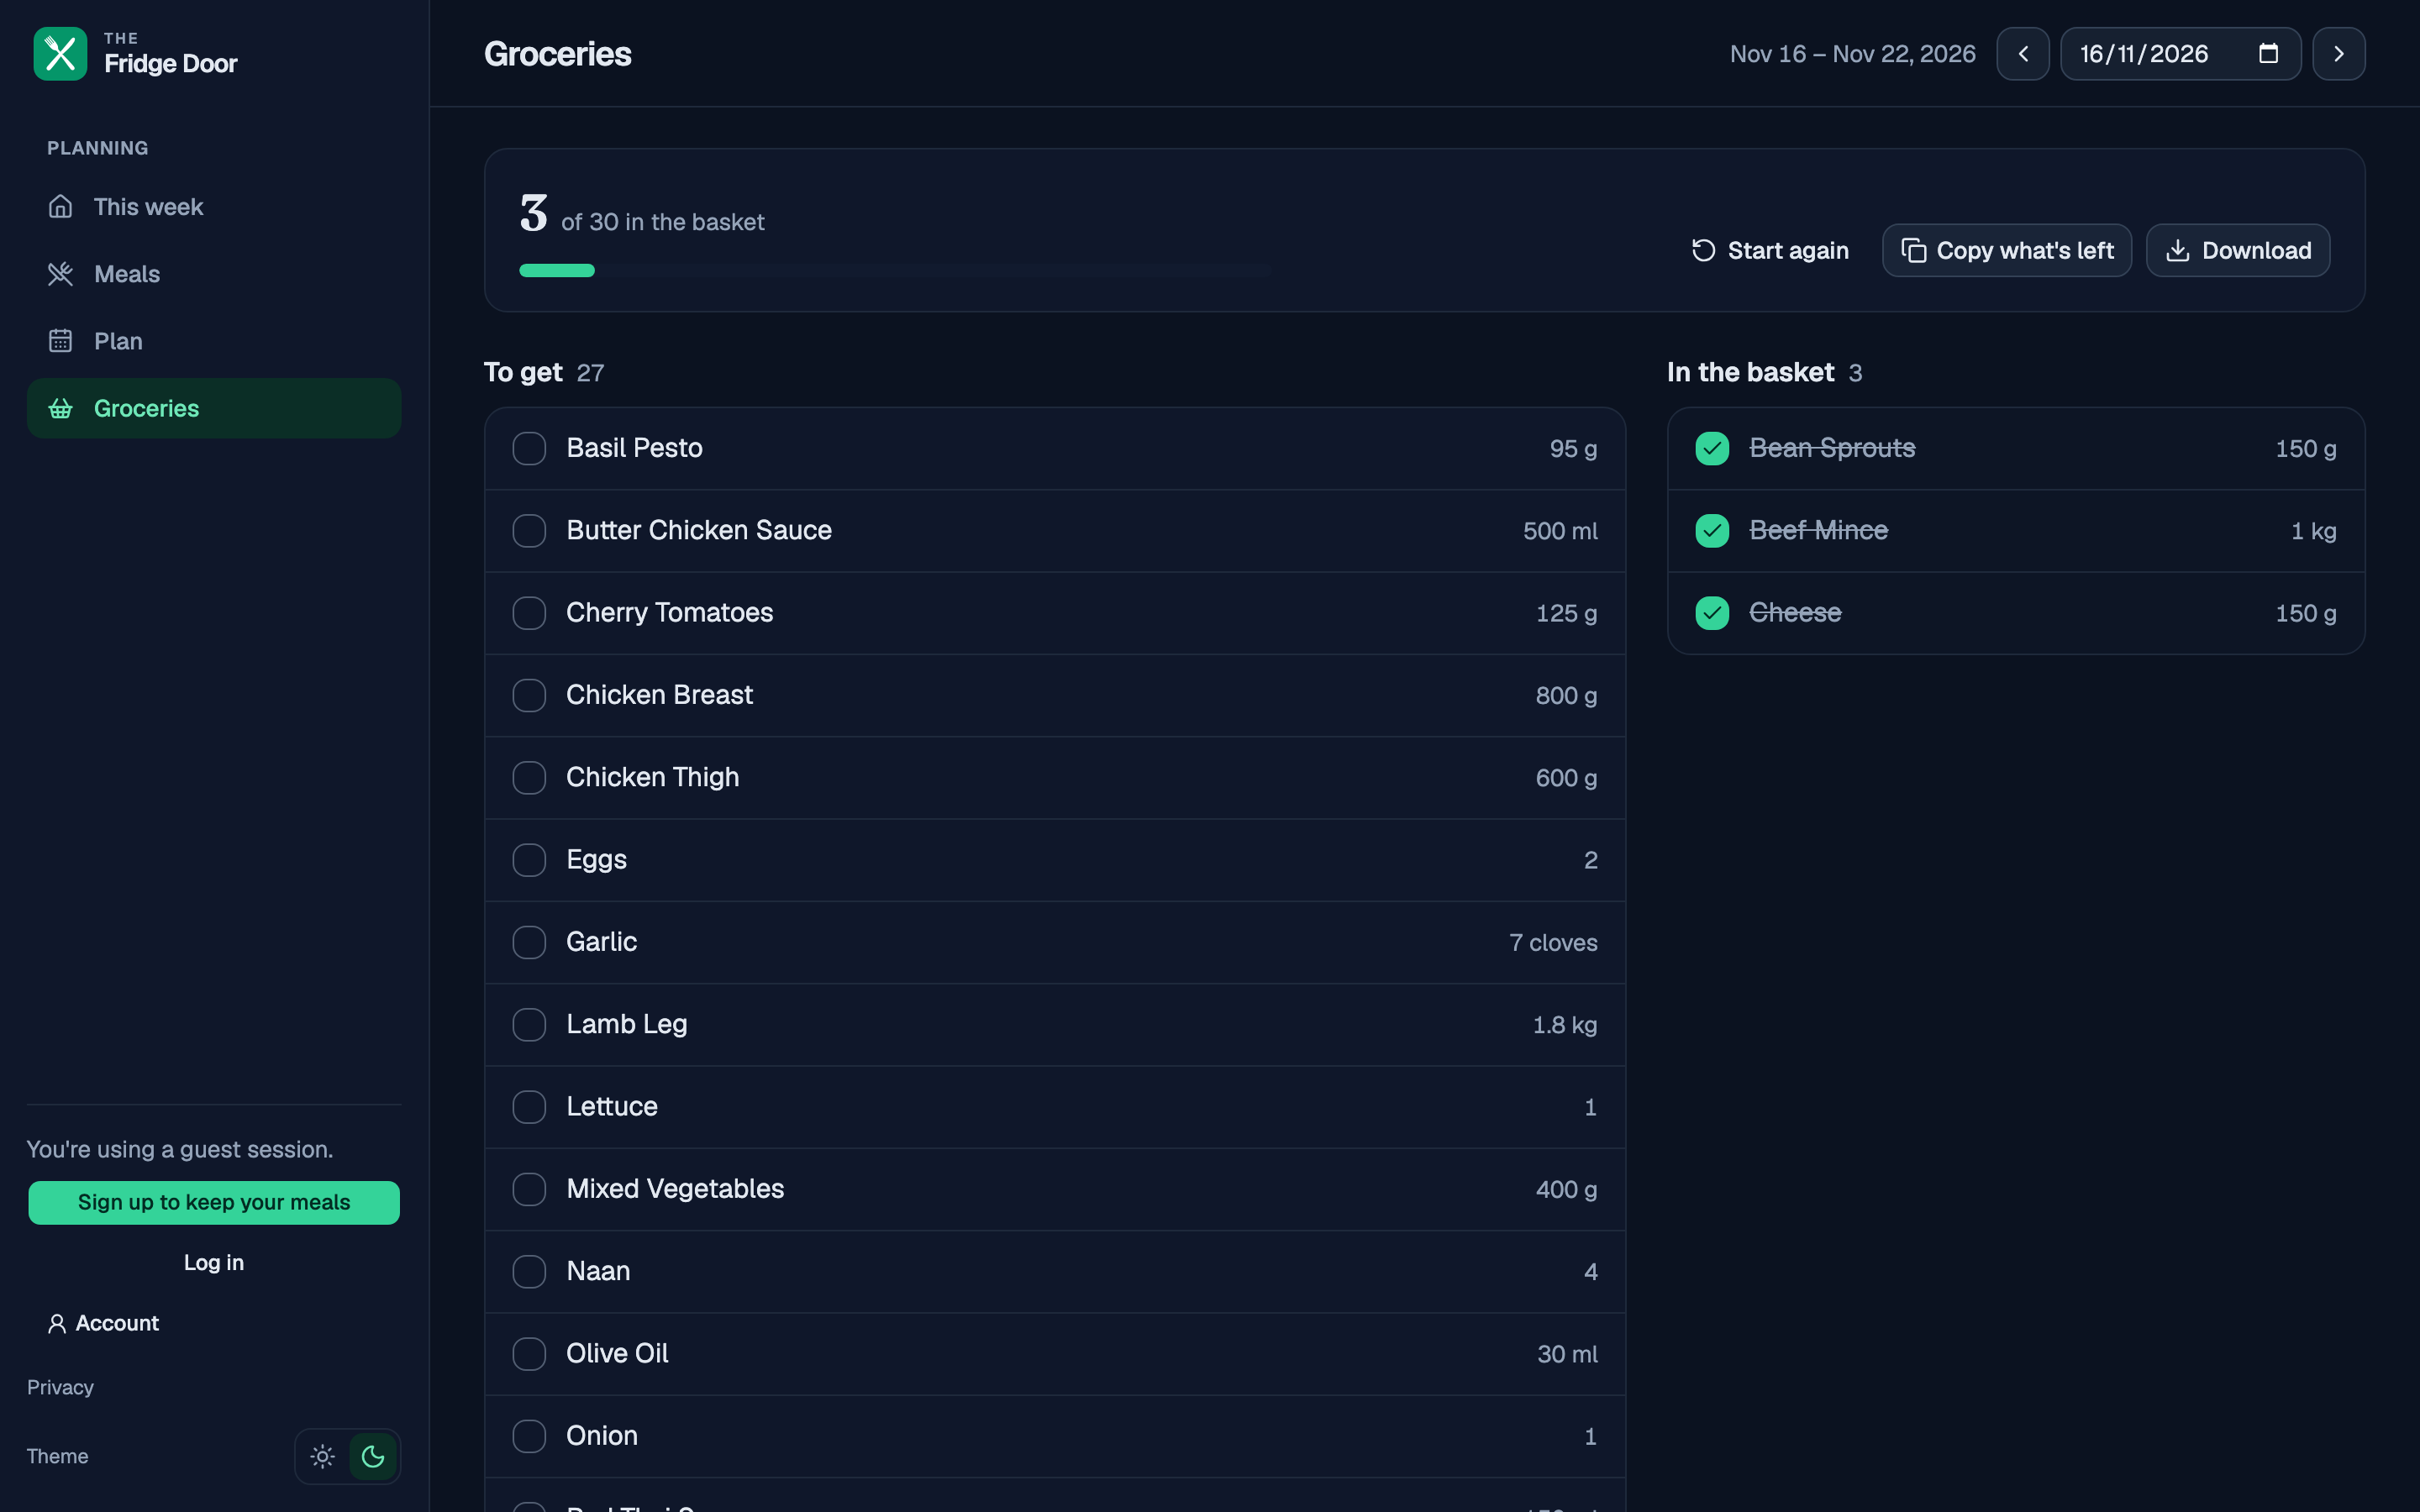 THE
Fridge Door
PLANNING
This week
Meals
Plan
Groceries
You're using a guest session.
Sign up to keep your meals
Log in
Account
Privacy
Theme
Groceries
Nov 16 – Nov 22, 2026
16/11/2026
3 of 30 in the basket
Start again
Copy what's left
Download
To get 27
Basil Pesto 95 g
Butter Chicken Sauce 500 ml
Cherry Tomatoes 125 g
Chicken Breast 800 g
Chicken Thigh 600 g
Eggs 2
Garlic 7 cloves
Lamb Leg 1.8 kg
Lettuce 1
Mixed Vegetables 400 g
Naan 4
Olive Oil 30 ml
Onion 1
In the basket 3
Bean Sprouts 150 g
Beef Mince 1 kg
Cheese 150 g